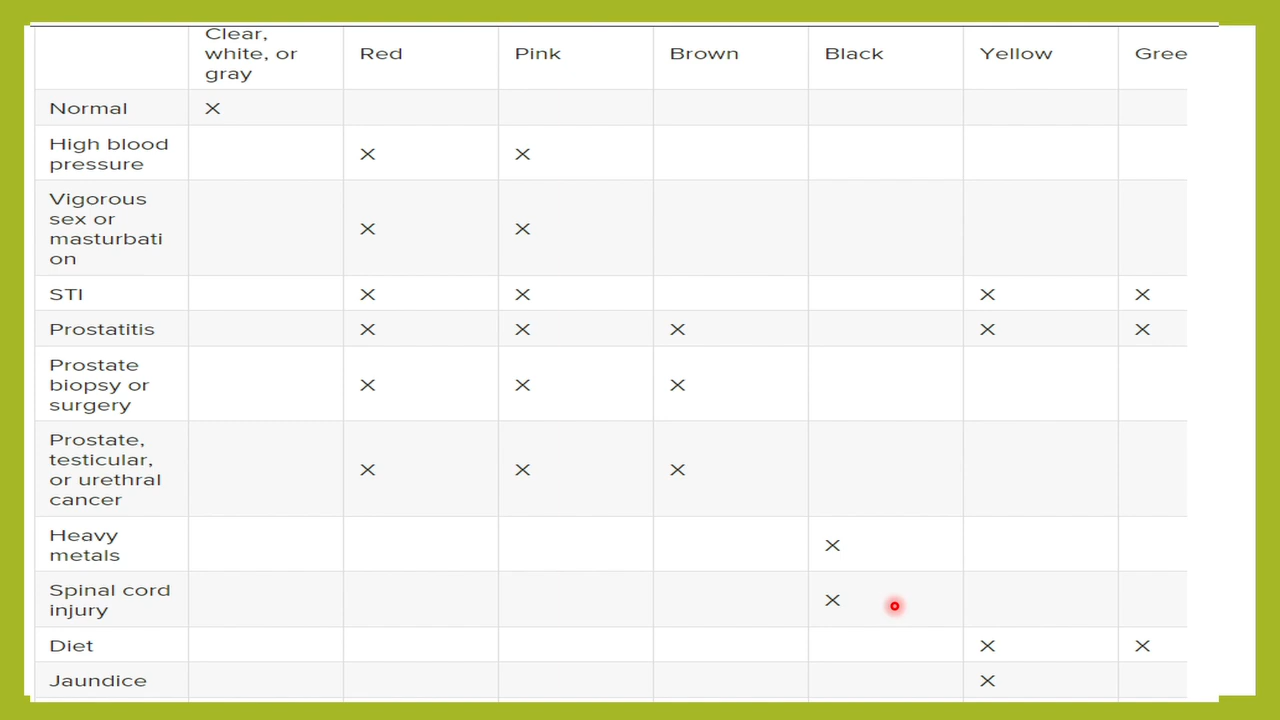 Clear,
white, or
gray
Red
Pink
Brown
Black
Yellow
Gree
Normal
X
High blood
pressure
X X
Vigorous
sex or
masturbati
on
X X
STI
X X X X
Prostatitis
X X X X X
Prostate
biopsy or
surgery
X X X
Prostate,
testicular,
or urethral
cancer
X X X
Heavy
metals
X
Spinal cord
injury
X
Diet
X X
Jaundice
X